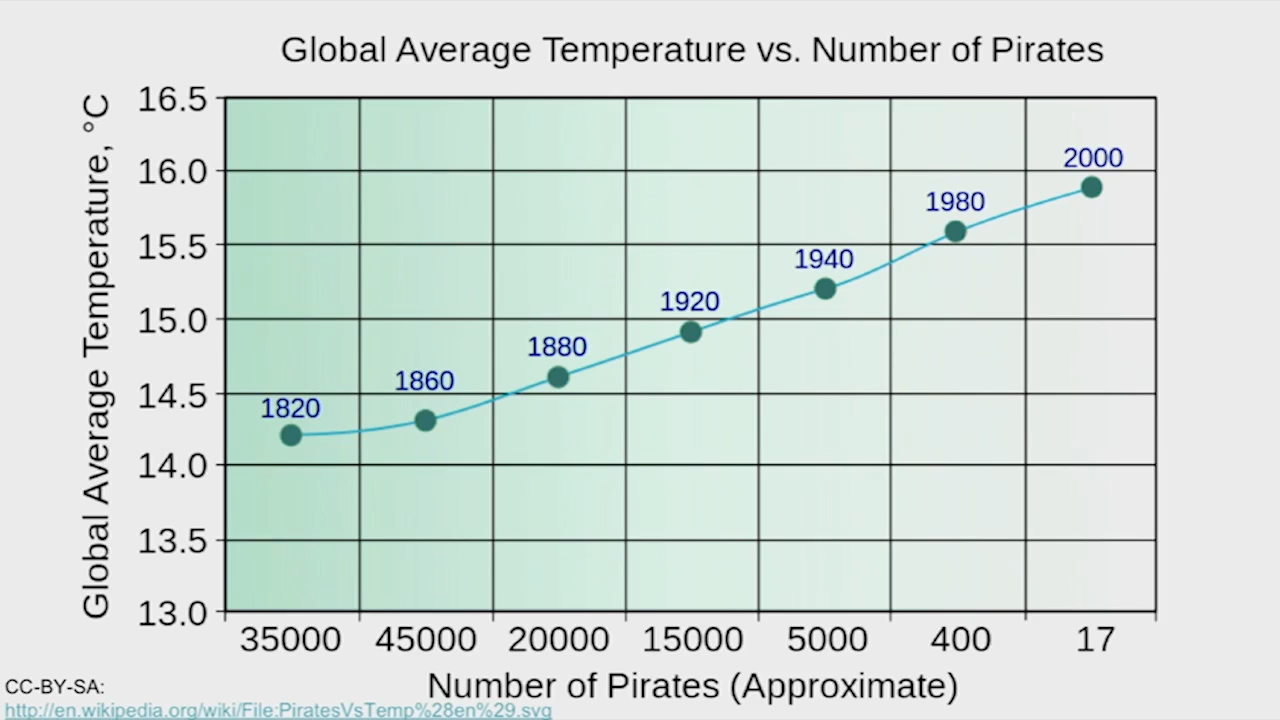 Global Average Temperature vs. Number of Pirates
Global Average Temperature, °C
16.5
16.0
15.5
15.0
14.5
14.0
13.5
13.0
1820
1860
1880
1920
1940
1980
2000
35000 45000 20000 15000 5000 400 17
Number of Pirates (Approximate)
CC-BY-SA:
http://en.wikipedia.org/wiki/File:PiratesVsTemp%28en%29.svg